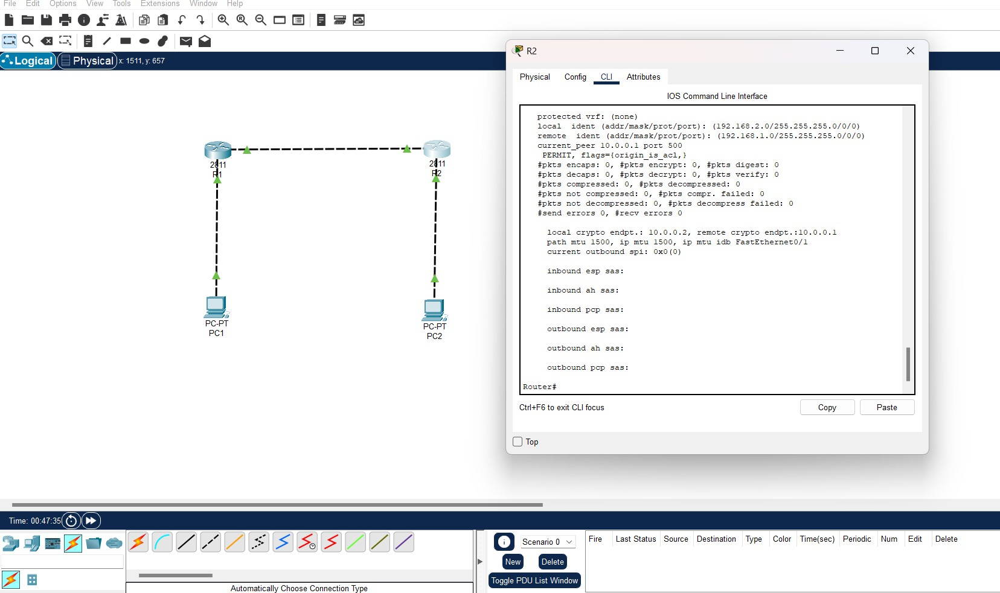 File Edit Options View Tools Extensions Window Help
Logical Physical x: 1511, y: 657
2811
R1
2811
R2
PC-PT
PC1
PC-PT
PC2
R2
Physical Config CLI Attributes
IOS Command Line Interface
protected vrf: (none)
local  ident (addr/mask/prot/port): (192.168.2.0/255.255.255.0/0/0)
remote  ident (addr/mask/prot/port): (192.168.1.0/255.255.255.0/0/0)
current_peer 10.0.0.1 port 500
PERMIT, flags={origin_is_acl,}
#pkts encaps: 0, #pkts encrypt: 0, #pkts digest: 0
#pkts decaps: 0, #pkts decrypt: 0, #pkts verify: 0
#pkts compressed: 0, #pkts decompressed: 0
#pkts not compressed: 0, #pkts compr. failed: 0
#pkts not decompressed: 0, #pkts decompress failed: 0
#send errors 0, #recv errors 0
local crypto endpt.: 10.0.0.2, remote crypto endpt.:10.0.0.1
path mtu 1500, ip mtu 1500, ip mtu idb FastEthernet0/1
current outbound spi: 0x0(0)
inbound esp sas:
inbound ah sas:
inbound pcp sas:
outbound esp sas:
outbound ah sas:
outbound pcp sas:
Router#
Ctrl+F6 to exit CLI focus
Copy Paste
Top
Time: 00:47:35
Automatically Choose Connection Type
Scenario 0
New Delete
Toggle PDU List Window
Fire Last Status Source Destination Type Color Time(sec) Periodic Num Edit Delete